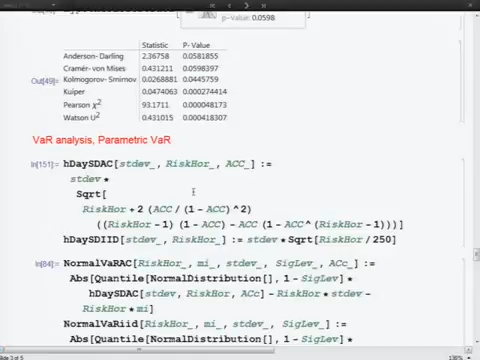 p-Value 0.0598
Statistic P-Value
Anderson-Darling 2.36758 0.0581855
Cramér-von Mises 0.431211 0.0598397
Kolmogorov-Smirnov 0.0268881 0.0445759
Out[49]= Kuiper 0.0474063 0.000274414
Pearson χ2 93.1711 0.000048173
Watson U2 0.431015 0.000418307
VaR analysis, Parametric VaR
In[151]:= hDaySDAC[stdev_, RiskHor_, ACC_] :=
stdev *
Sqrt[
RiskHor + 2 (ACC / (1 - ACC)^2)
((RiskHor - 1) (1 - ACC) - ACC (1 - ACC^(RiskHor - 1)))]
hDaySDIID[stdev_, RiskHor_] := stdev * Sqrt[RiskHor / 250]
In[84]:= NormalVaRAC[RiskHor_, mi_, stdev_, SigLev_, ACc_] :=
Abs[Quantile[NormalDistribution[], 1 - SigLev] *
hDaySDAC[stdev, RiskHor, ACc] - RiskHor * stdev -
RiskHor * mi]
NormalVaRiid[RiskHor_, mi_, stdev_, SigLev_] :=
Abs[Quantile[NormalDistribution[], 1 - SigLev] *
Slide 3 of 5
136%